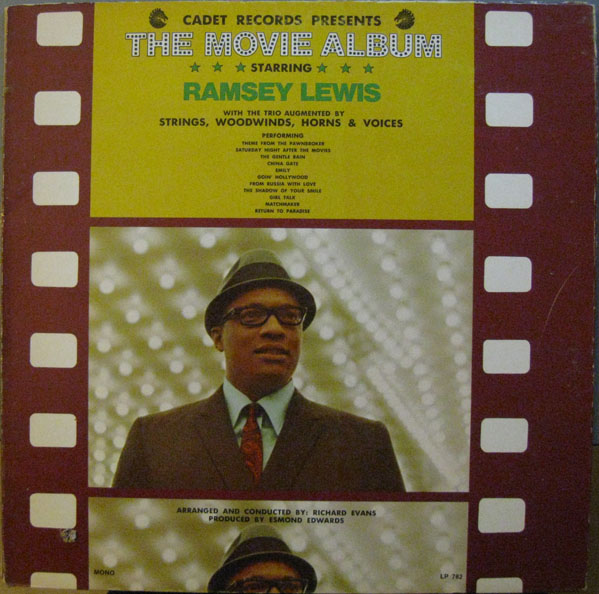 CADET RECORDS PRESENTS
THE MOVIE ALBUM
STARRING
RAMSEY LEWIS
WITH THE TRIO AUGMENTED BY
STRINGS, WOODWINDS, HORNS & VOICES
PERFORMING
THEME FROM THE PAWNBROKER
SATURDAY NIGHT AFTER THE MOVIES
THE GENTLE RAIN
CHINA GATE
EMILY
GOIN' HOLLYWOOD
FROM RUSSIA WITH LOVE
THE SHADOW OF YOUR SMILE
GIRL TALK
MATCHMAKER
RETURN TO PARADISE
ARRANGED AND CONDUCTED BY: RICHARD EVANS
PRODUCED BY ESMOND EDWARDS
MONO
LP 782